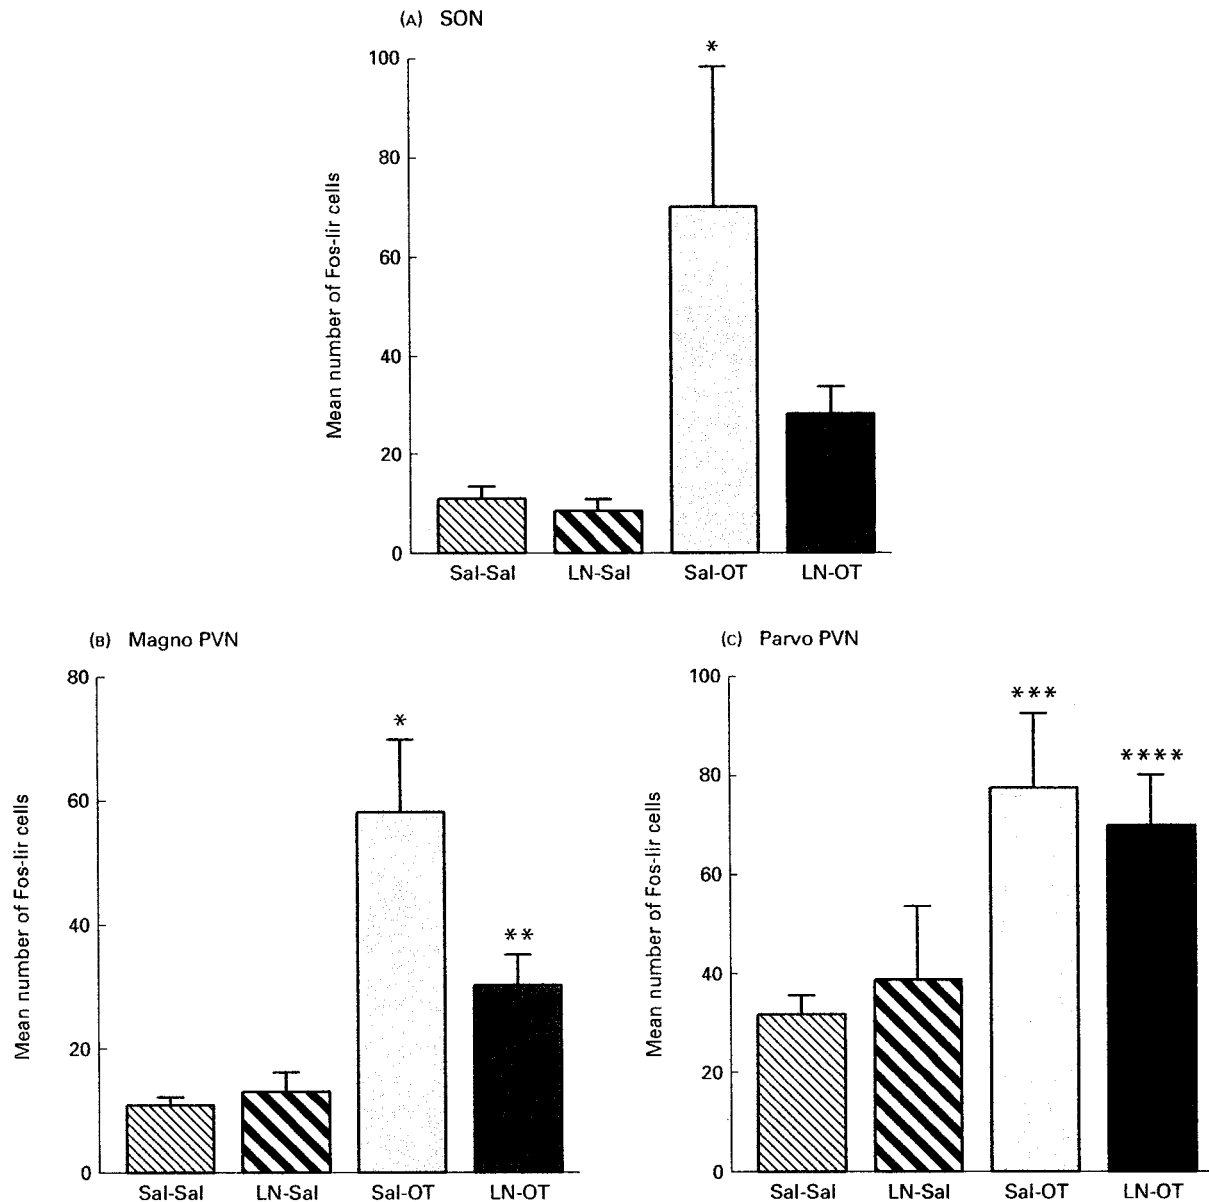 (A) SON
Mean number of Fos-lir cells
100
80
60
40
20
0
*
Sal-Sal LN-Sal Sal-OT LN-OT
(B) Magno PVN
Mean number of Fos-lir cells
80
60
40
20
0
*
**
Sal-Sal LN-Sal Sal-OT LN-OT
(C) Parvo PVN
Mean number of Fos-lir cells
100
80
60
40
20
0
***
****
Sal-Sal LN-Sal Sal-OT LN-OT